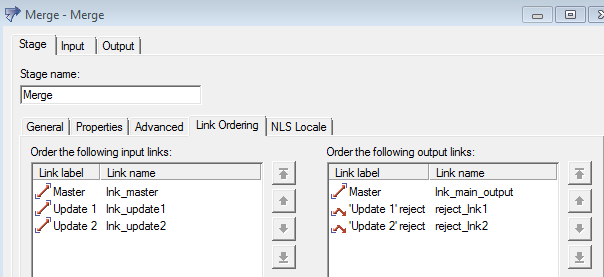 Merge - Merge
Stage Input Output
Stage name:
Merge
General Properties Advanced Link Ordering NLS Locale
Order the following input links:
Link label Link name
Master lnk_master
Update 1 lnk_update1
Update 2 lnk_update2
Order the following output links:
Link label Link name
Master lnk_main_output
'Update 1' reject reject_lnk1
'Update 2' reject reject_lnk2